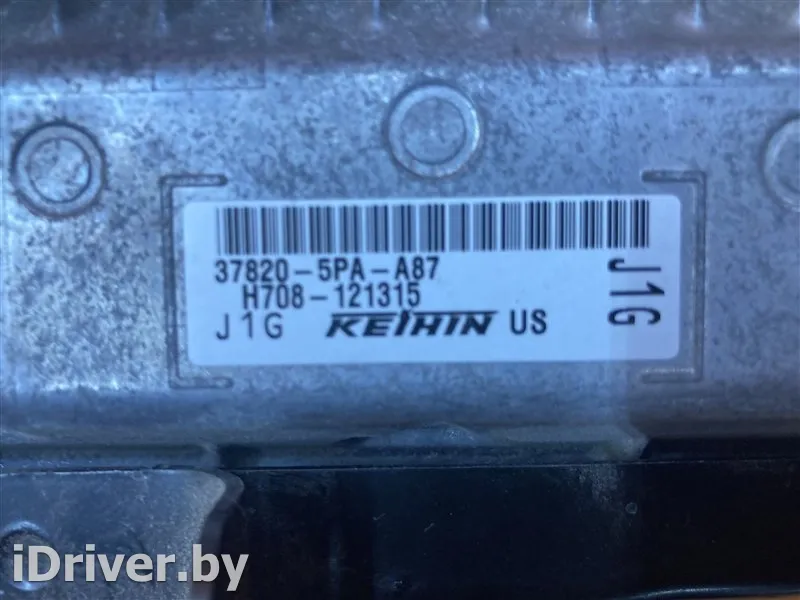 37820-5PA-A87
H708-121315
J1G KEIHIN US
J1G
iDriver.by